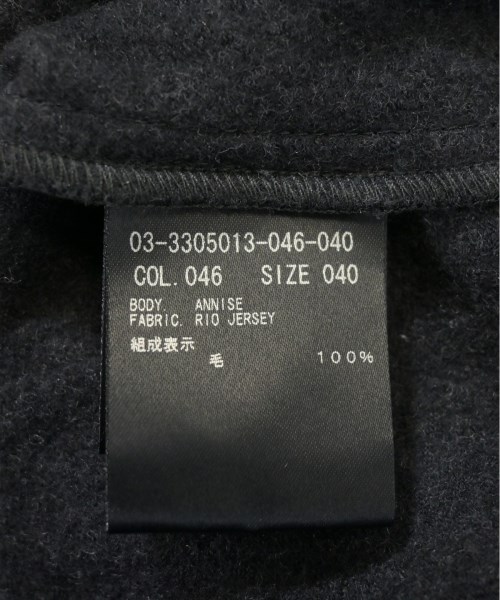 03-3305013-046-040
COL. 046 SIZE 040
BODY. ANNISE
FABRIC. RIO JERSEY
組成表示
毛 100%